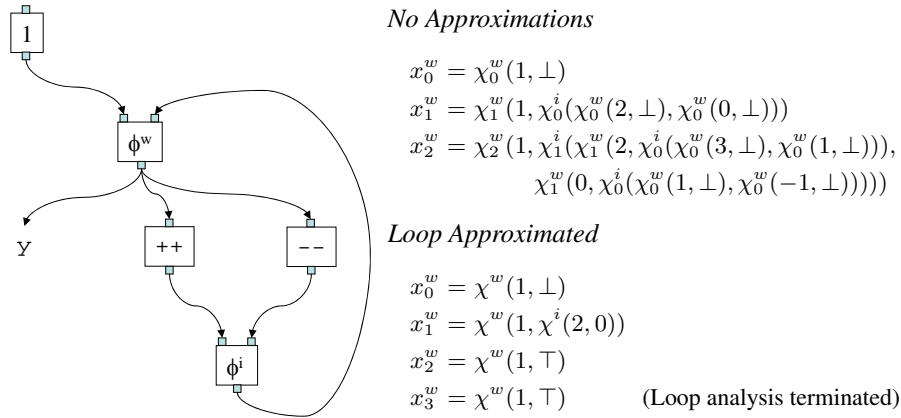 1
ϕʷ
y
++
--
ϕⁱ
No Approximations
x₀ʷ = χ₀ʷ(1, ⊥)
x₁ʷ = χ₁ʷ(1, χ₀ⁱ(χ₀ʷ(2, ⊥), χ₀ʷ(0, ⊥)))
x₂ʷ = χ₂ʷ(1, χ₁ⁱ(χ₁ʷ(2, χ₀ⁱ(χ₀ʷ(3, ⊥), χ₀ʷ(1, ⊥))),
χ₁ʷ(0, χ₀ⁱ(χ₀ʷ(1, ⊥), χ₀ʷ(−1, ⊥)))))
Loop Approximated
x₀ʷ = χʷ(1, ⊥)
x₁ʷ = χʷ(1, χⁱ(2, 0))
x₂ʷ = χʷ(1, ⊤)
x₃ʷ = χʷ(1, ⊤) (Loop analysis terminated)